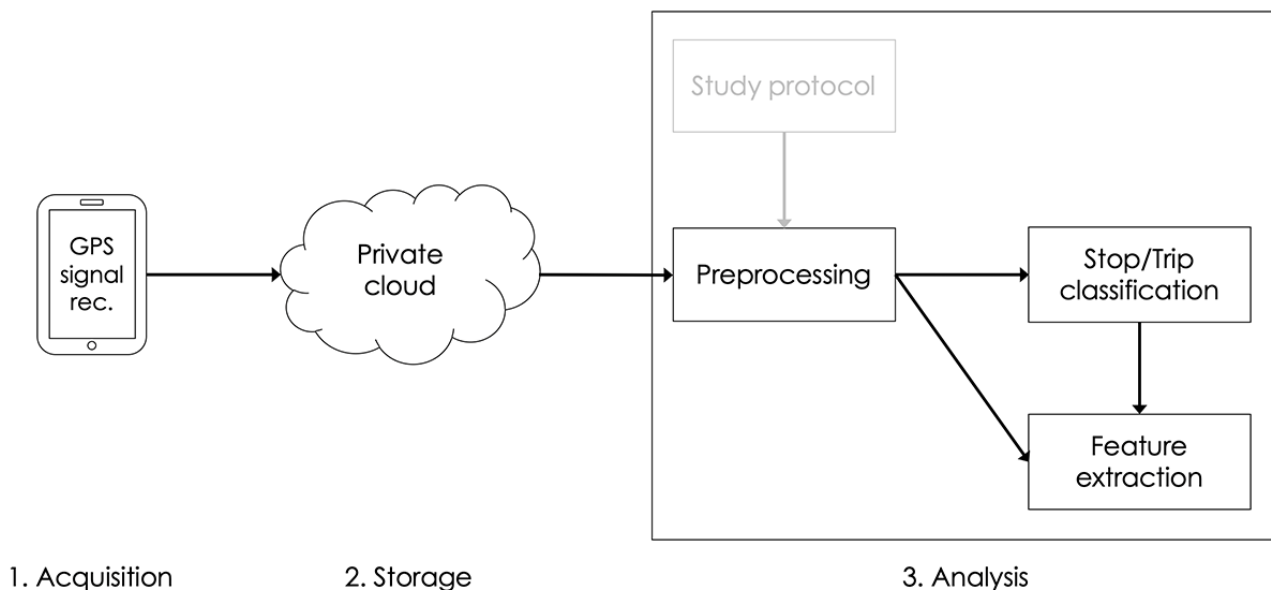 Study protocol
GPS
signal
rec.
Private
cloud
Preprocessing
Stop/Trip
classification
Feature
extraction
1. Acquisition
2. Storage
3. Analysis